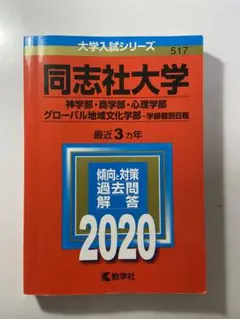 大学入試シリーズ
517
同志社大学
神学部・商学部・心理学部
グローバル地域文化学部-学部個別日程
最近3カ年
傾向と対策
過去問
解答
2020
教学社